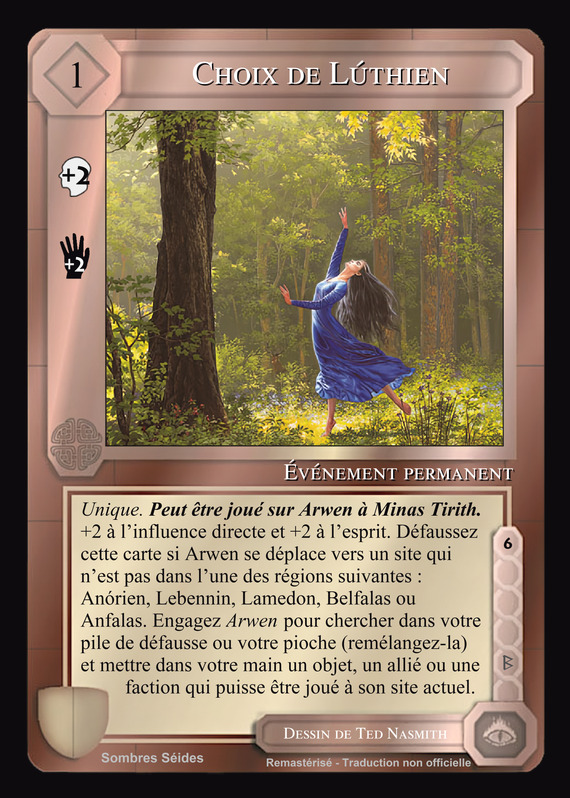 1
CHOIX DE LÚTHIEN
+2
+2
ÉVÉNEMENT PERMANENT
Unique. Peut être joué sur Arwen à Minas Tirith.
+2 à l'influence directe et +2 à l'esprit. Défaussez
cette carte si Arwen se déplace vers un site qui
n'est pas dans l'une des régions suivantes :
Anórien, Lebennin, Lamedon, Belfalas ou
Anfalas. Engagez Arwen pour chercher dans votre
pile de défausse ou votre pioche (remélangez-la)
et mettre dans votre main un objet, un allié ou une
faction qui puisse être joué à son site actuel.
6
ᛒ
DESSIN DE TED NASMITH
Sombres Séides
Remastérisé - Traduction non officielle